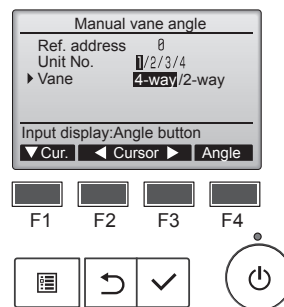 Manual vane angle
Ref. address 0
Unit No. 1/2/3/4
Vane 4-way/2-way
Input display:Angle button
▼Cur. ◀ Cursor ▶ Angle
F1 F2 F3 F4